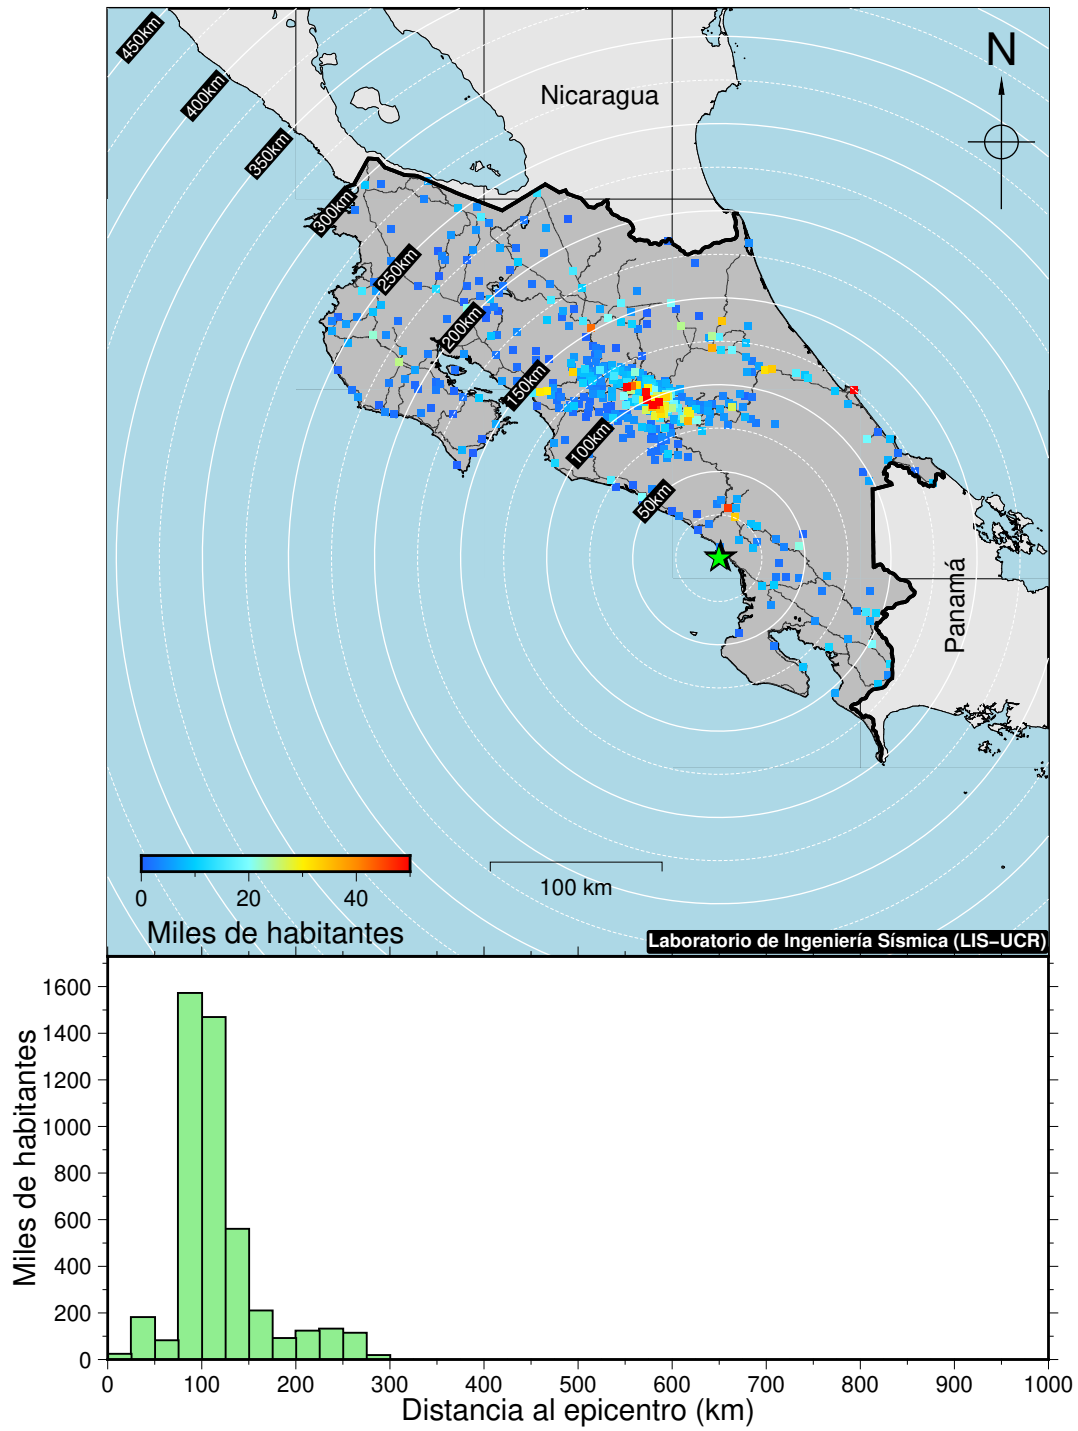 450km
400km
350km
300km
250km
200km
150km
100km
50km
Nicaragua
N
Panamá
0 20 40
Miles de habitantes
100 km
Laboratorio de Ingeniería Sísmica (LIS−UCR)
1600
1400
1200
1000
800
600
400
200
0
Miles de habitantes
0 100 200 300 400 500 600 700 800 900 1000
Distancia al epicentro (km)